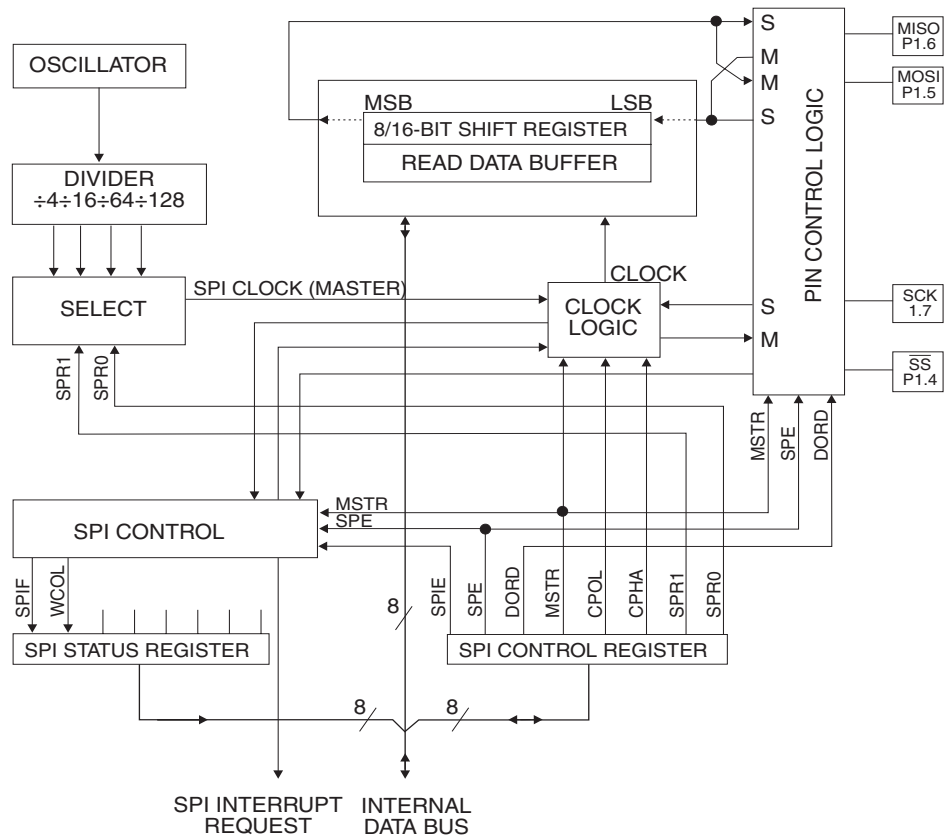 OSCILLATOR
DIVIDER
÷4÷16÷64÷128
SELECT
SPI CLOCK (MASTER)
SPR1
SPR0
MSB
LSB
8/16-BIT SHIFT REGISTER
READ DATA BUFFER
CLOCK
CLOCK
LOGIC
S
M
M
S
S
M
PIN CONTROL LOGIC
MISO
P1.6
MOSI
P1.5
SCK
1.7
SS
P1.4
MSTR
SPE
DORD
SPI CONTROL
MSTR
SPE
SPIF
WCOL
SPI STATUS REGISTER
8
SPIE
SPE
DORD
MSTR
CPOL
CPHA
SPR1
SPR0
SPI CONTROL REGISTER
8
8
SPI INTERRUPT
REQUEST
INTERNAL
DATA BUS